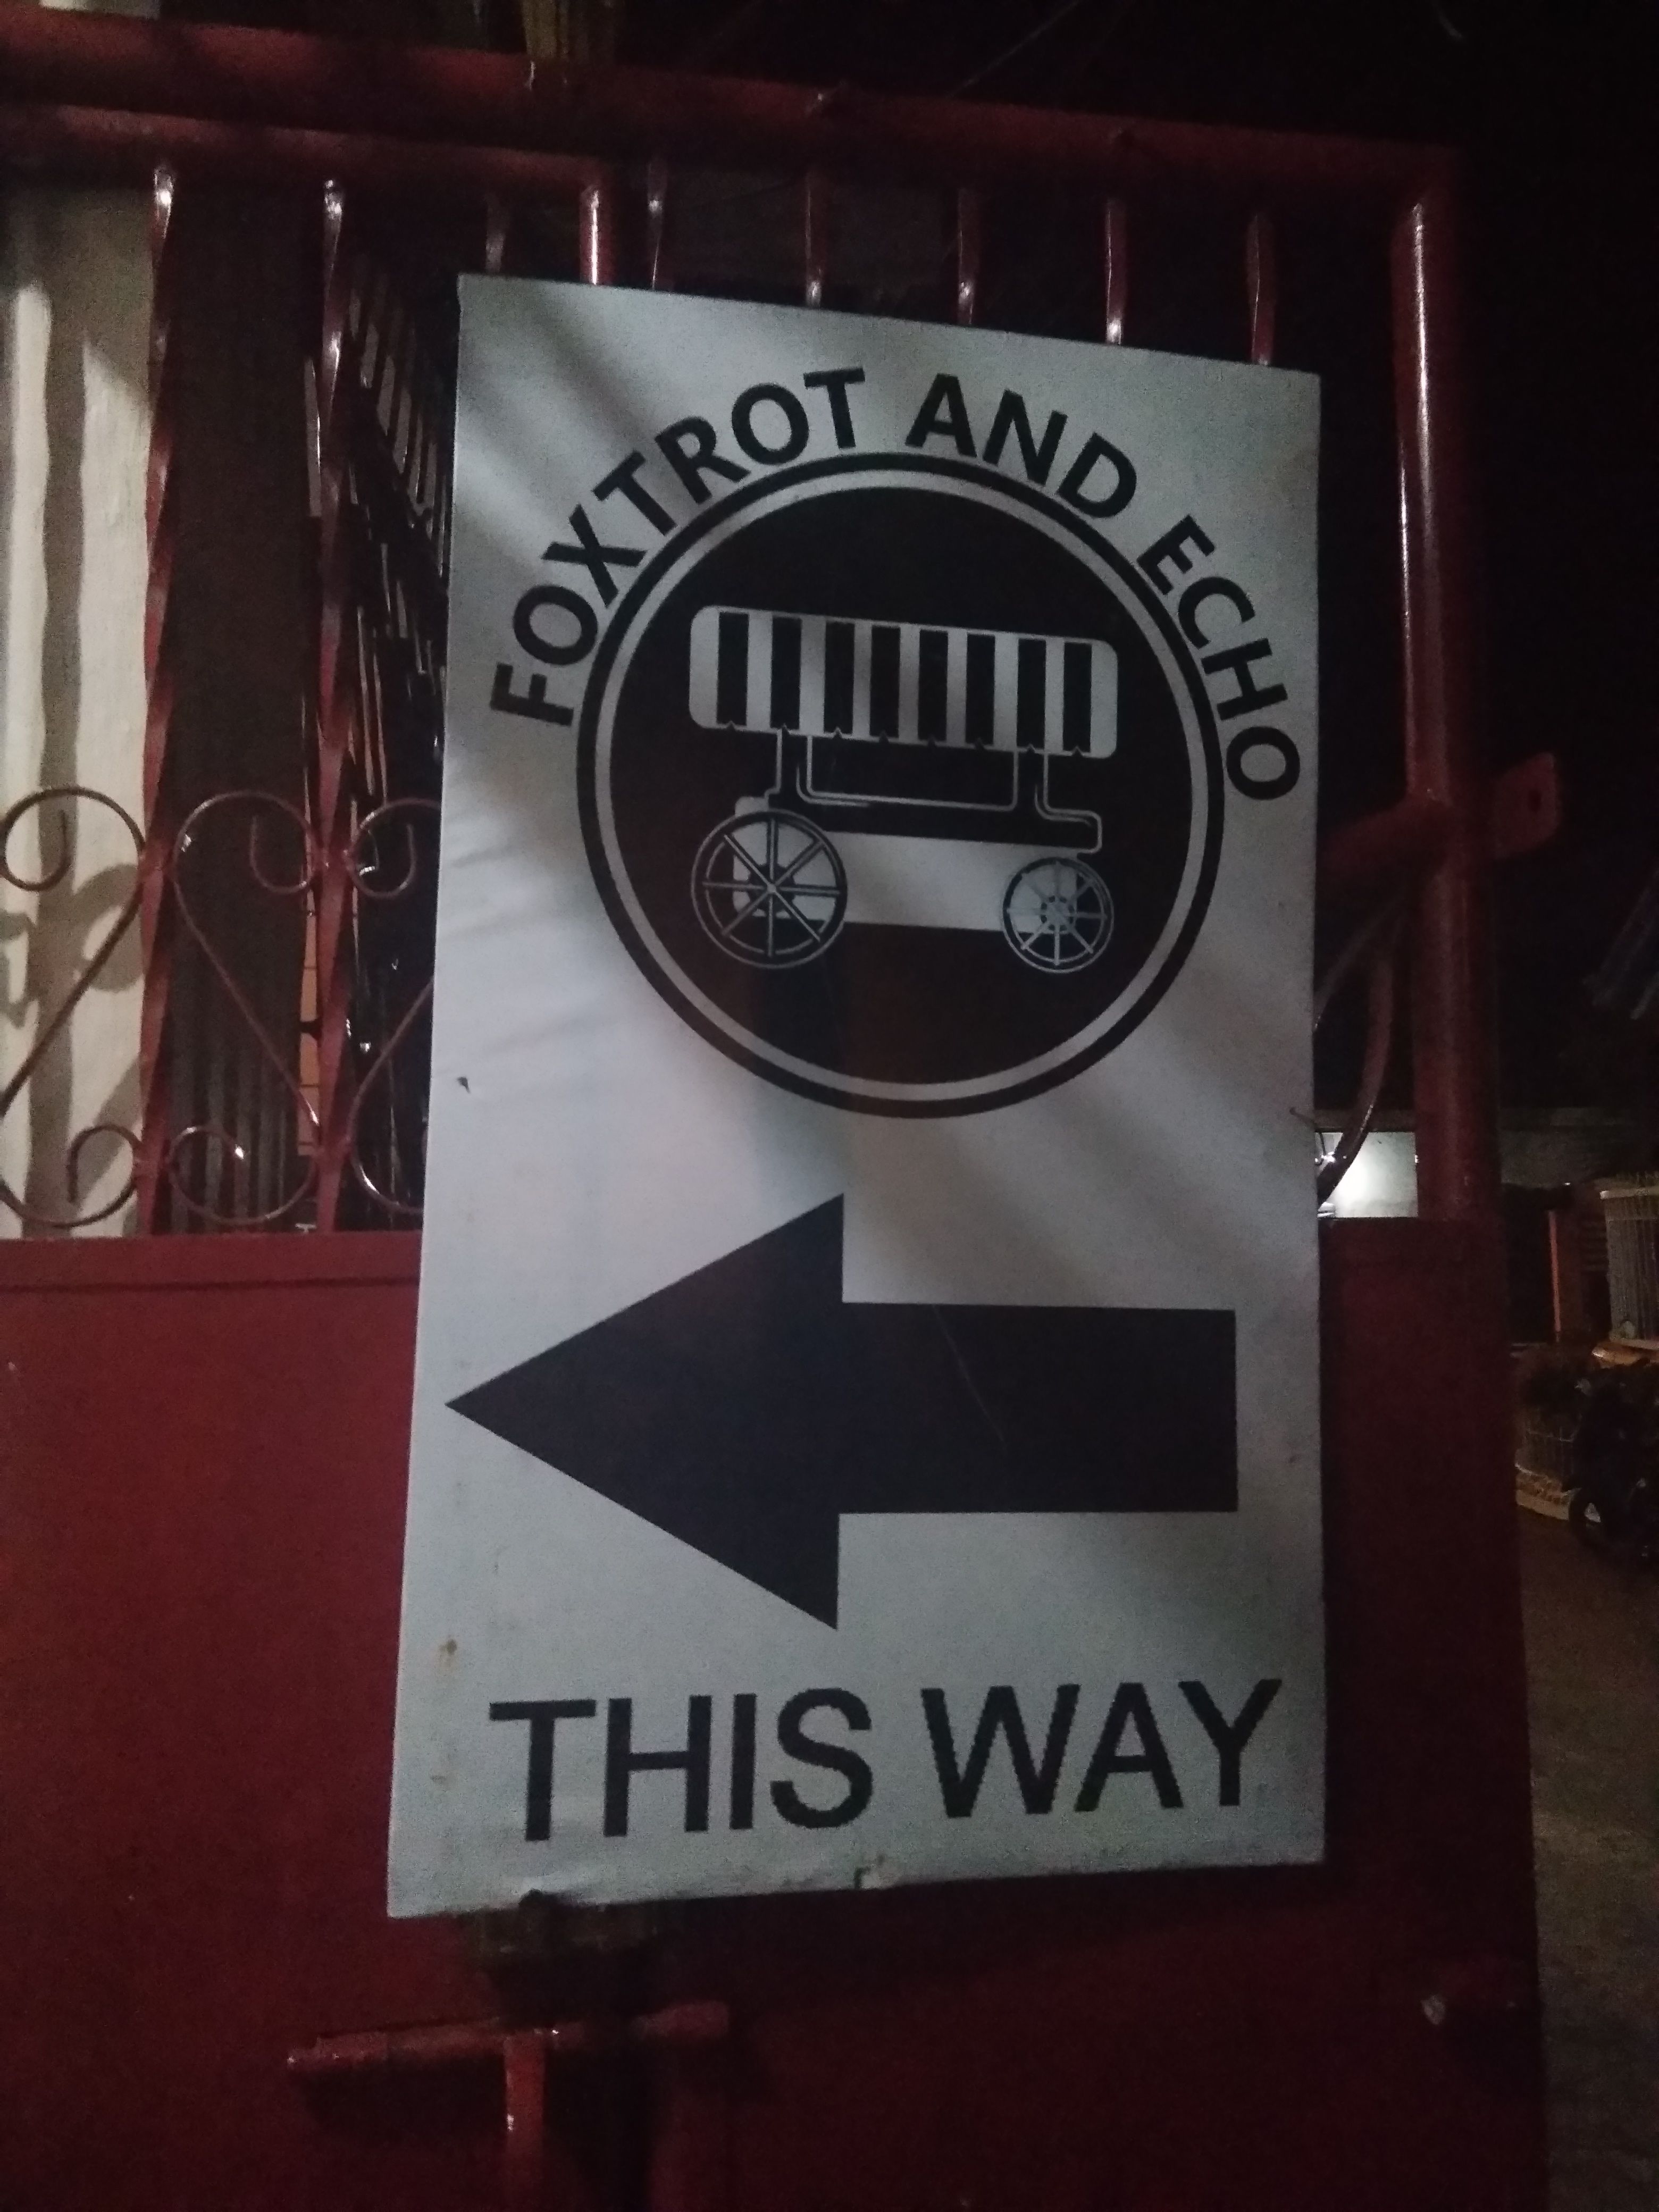 FOXTROT AND ECHO
THIS WAY